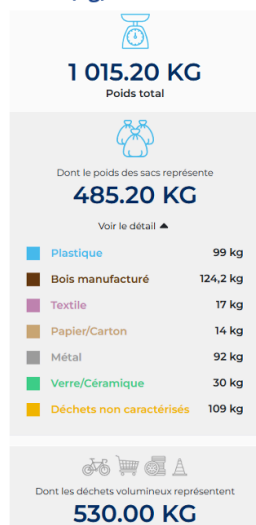 1 015.20 KG
Poids total
Dont le poids des sacs représente
485.20 KG
Voir le détail ▲
Plastique 99 kg
Bois manufacturé 124,2 kg
Textile 17 kg
Papier/Carton 14 kg
Métal 92 kg
Verre/Céramique 30 kg
Déchets non caractérisés 109 kg
Dont les déchets volumineux représentent
530.00 KG